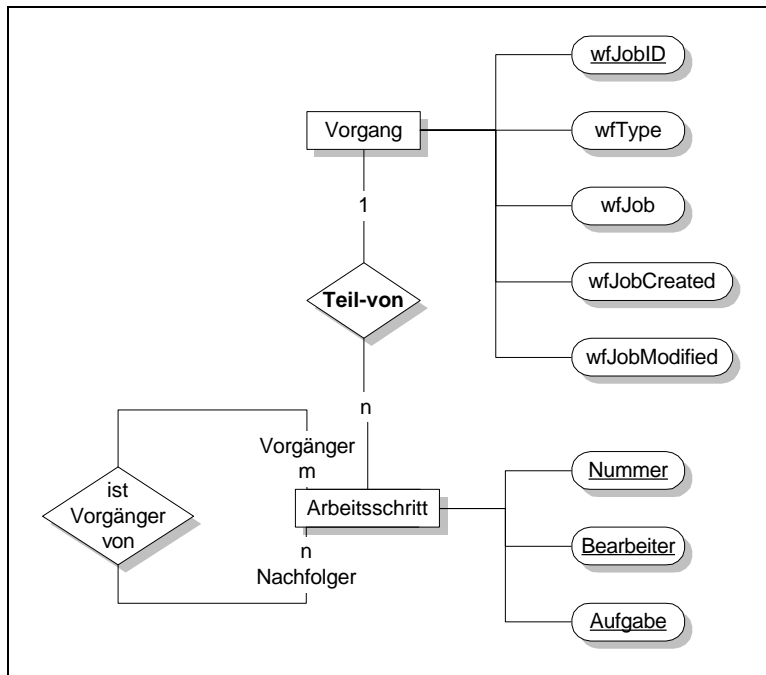 wfJobID
Vorgang
wfType
1
wfJob
Teil-von
wfJobCreated
wfJobModified
n
Vorgänger
m
ist
Vorgänger
von
Arbeitsschritt
n
Nachfolger
Nummer
Bearbeiter
Aufgabe